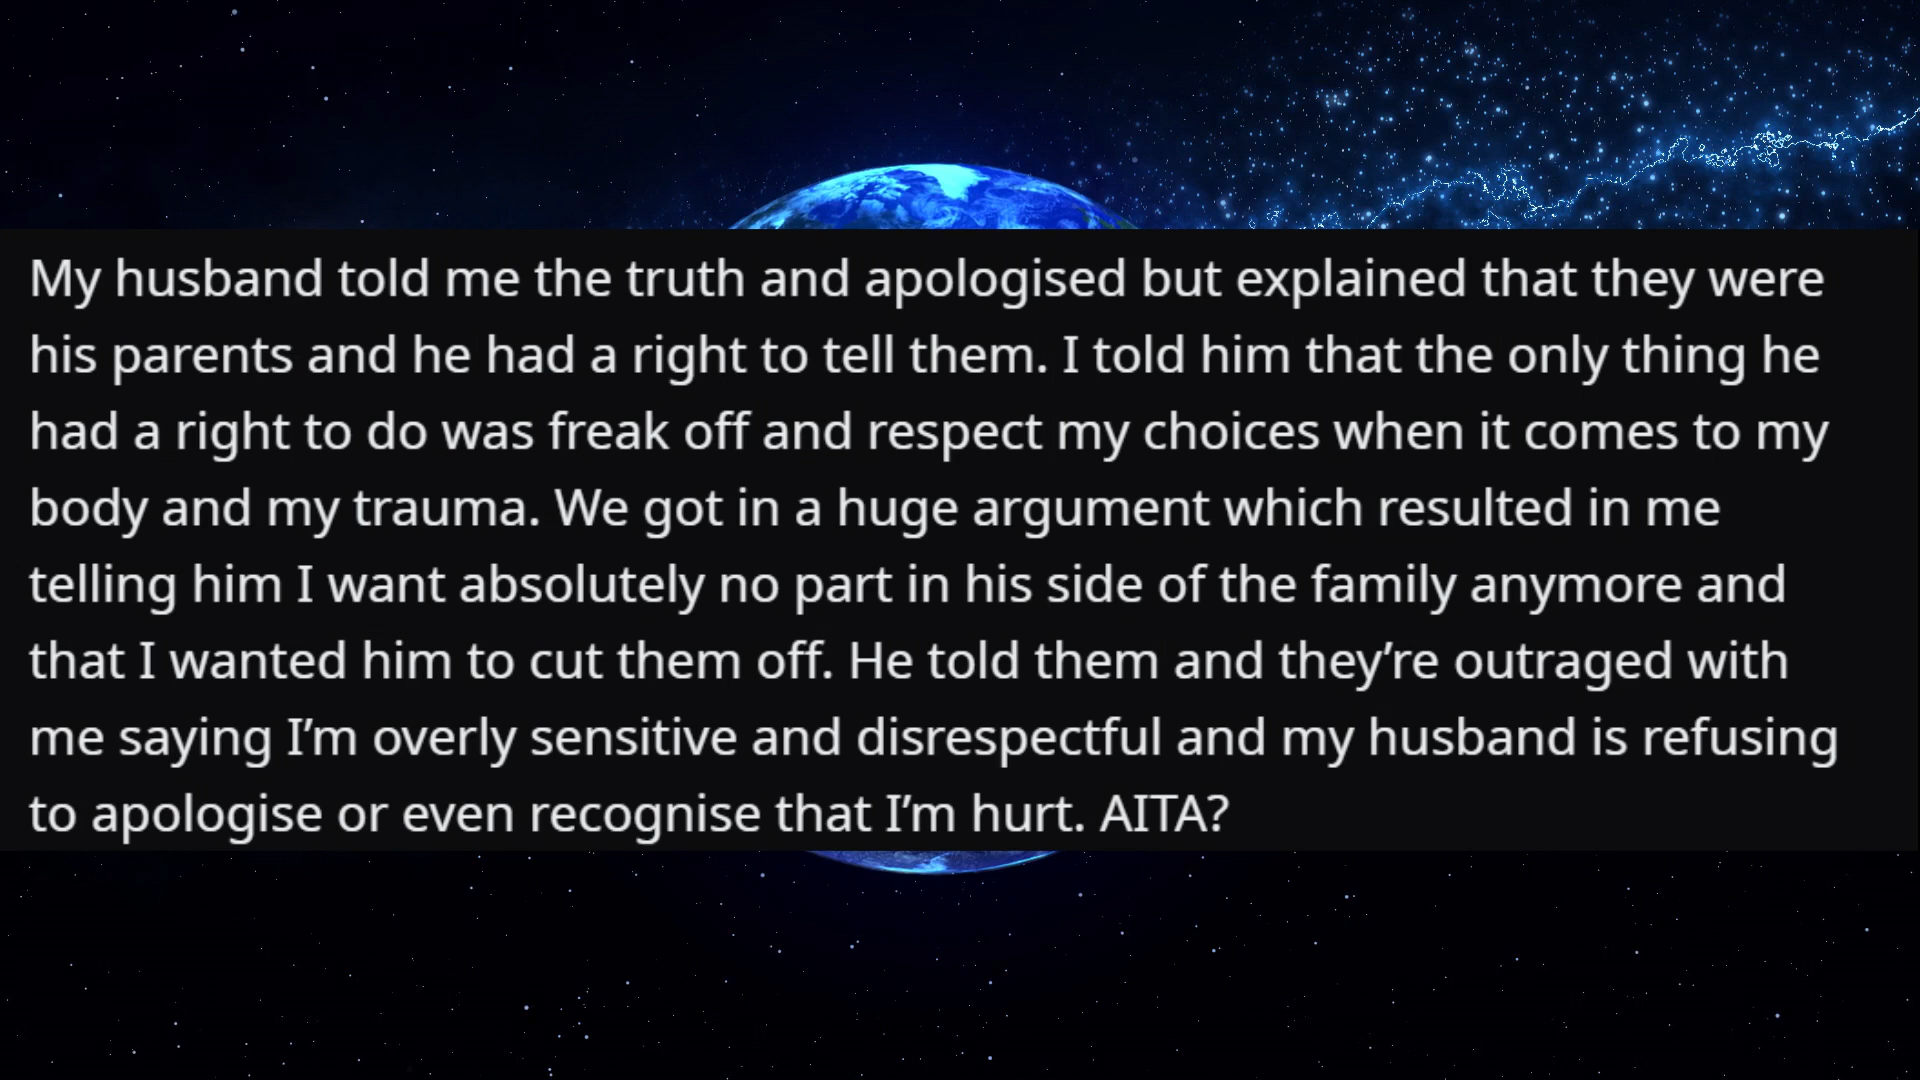 My husband told me the truth and apologised but explained that they were
his parents and he had a right to tell them. I told him that the only thing he
had a right to do was freak off and respect my choices when it comes to my
body and my trauma. We got in a huge argument which resulted in me
telling him I want absolutely no part in his side of the family anymore and
that I wanted him to cut them off. He told them and they’re outraged with
me saying I’m overly sensitive and disrespectful and my husband is refusing
to apologise or even recognise that I’m hurt. AITA?